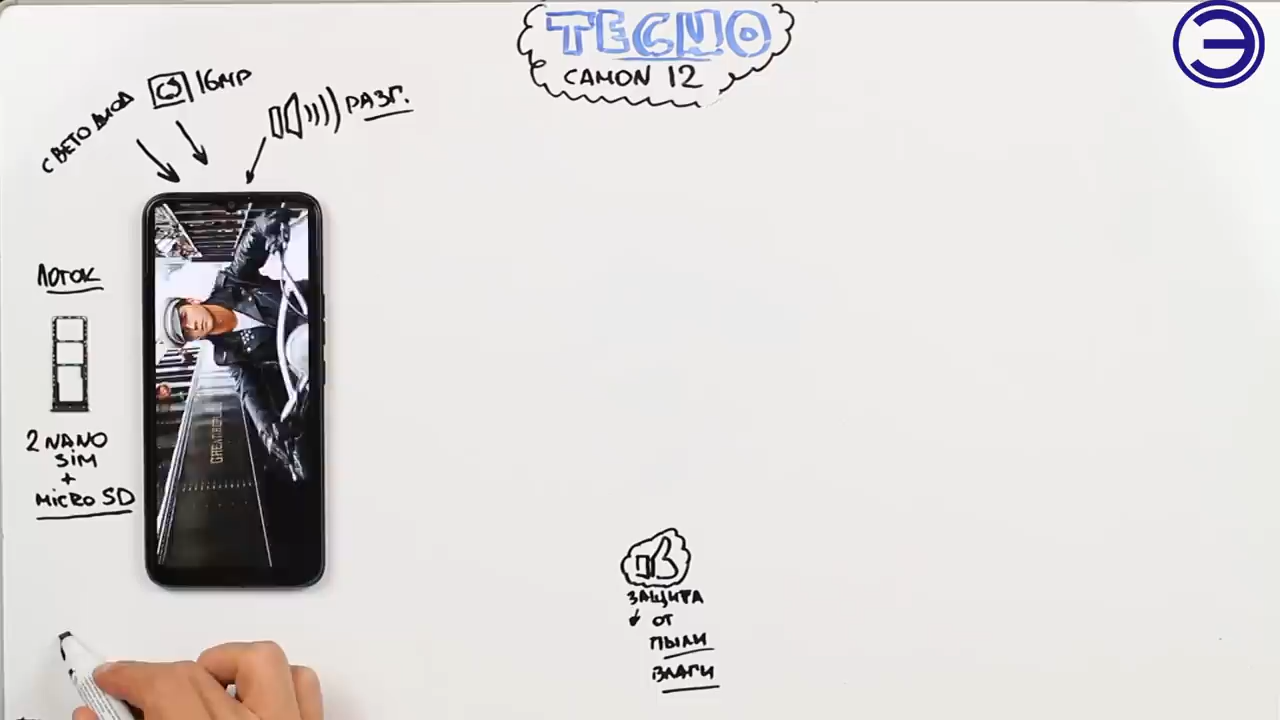 TECNO
CAMON 12
Э
СВЕТОДИОД
16MP
РАЗГ.
ЛОТОК
2 NANO
SIM
+
MICRO SD
ЗАЩИТА
ОТ
ПЫЛИ
ВЛАГИ